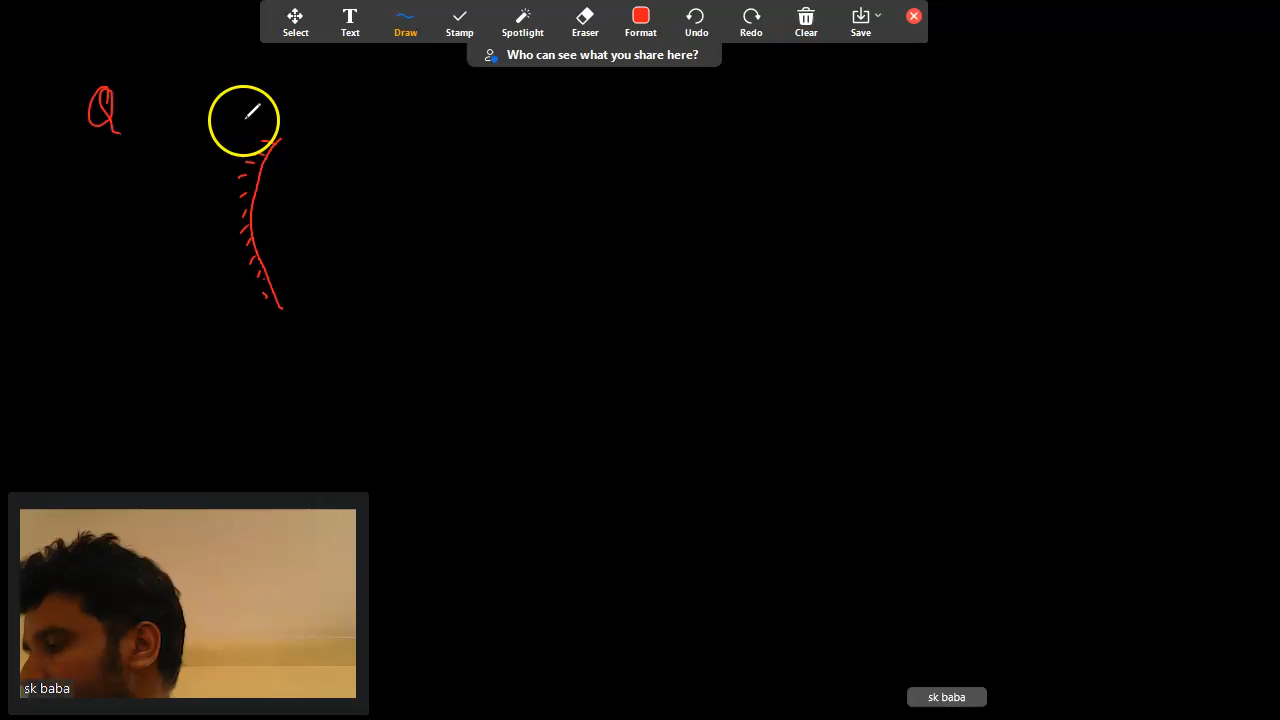 Select Text Draw Stamp Spotlight Eraser Format Undo Redo Clear Save
Who can see what you share here?
Q
sk baba
sk baba